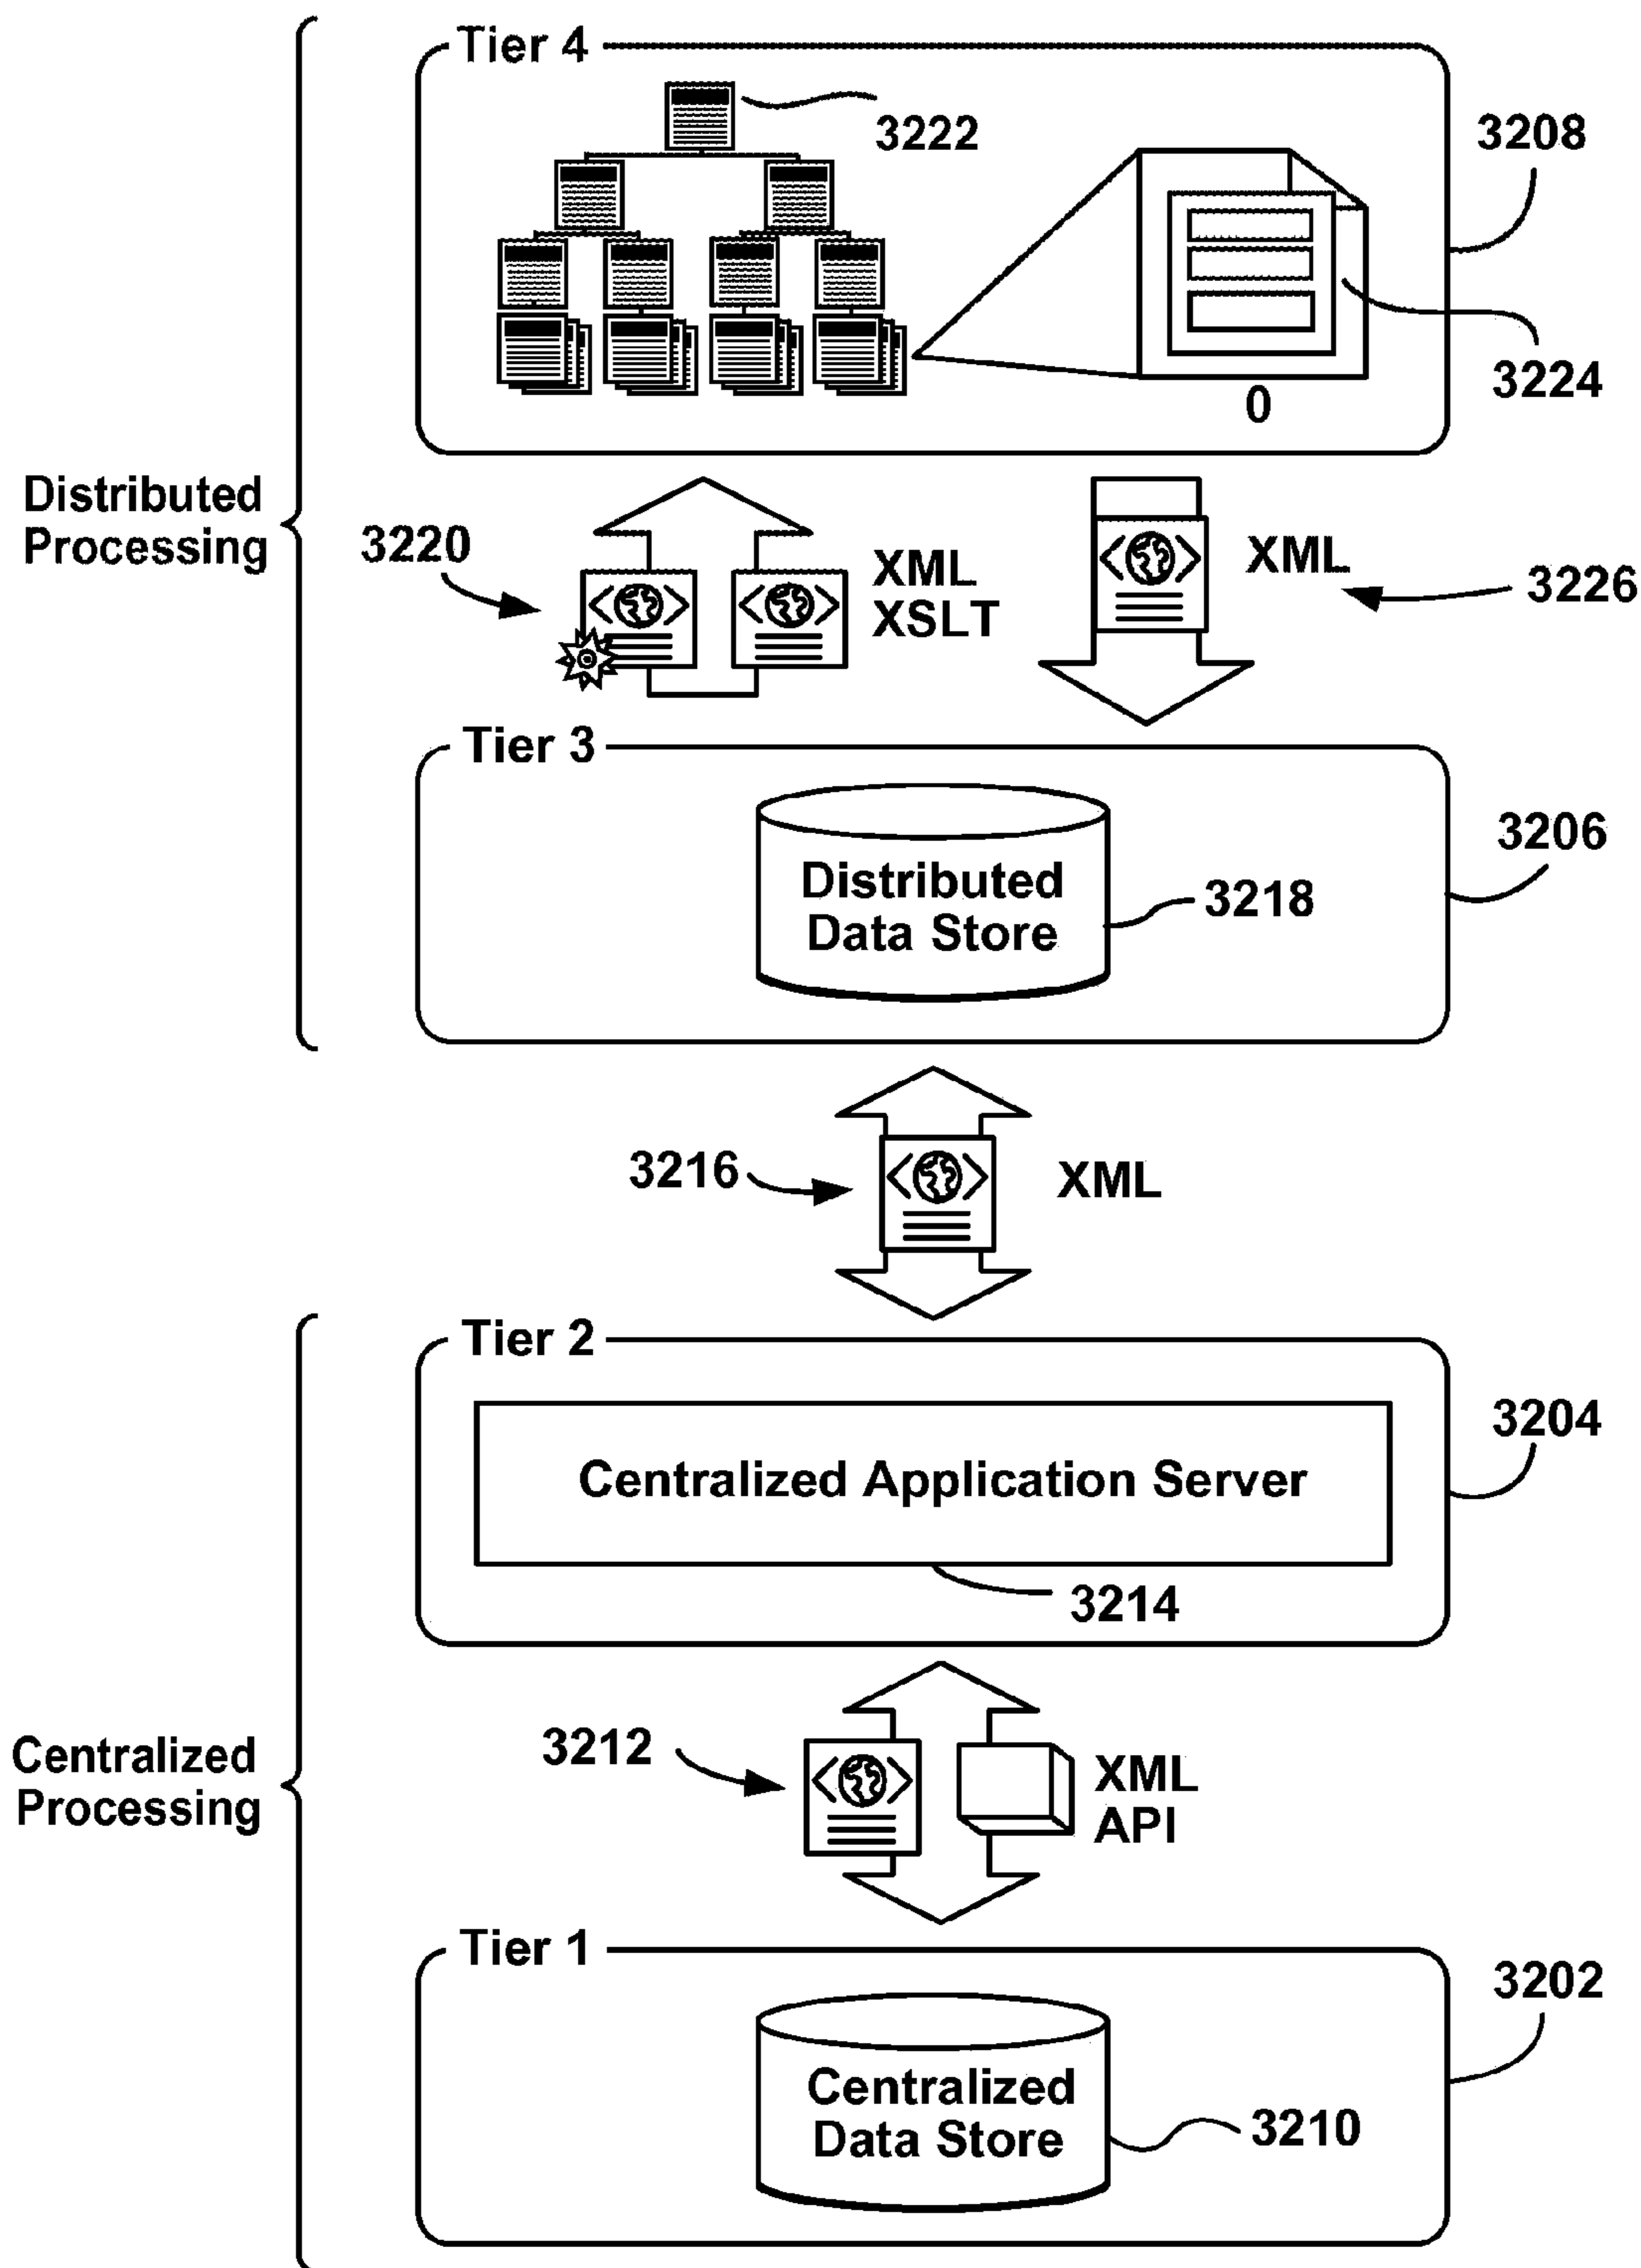 Tier 4
3222
3208
3224
0
Distributed
Processing
3220
XML
XSLT
XML
3226
Tier 3
Distributed
Data Store
3218
3206
3216
XML
Tier 2
Centralized Application Server
3204
3214
Centralized
Processing
3212
XML
API
Tier 1
Centralized
Data Store
3210
3202